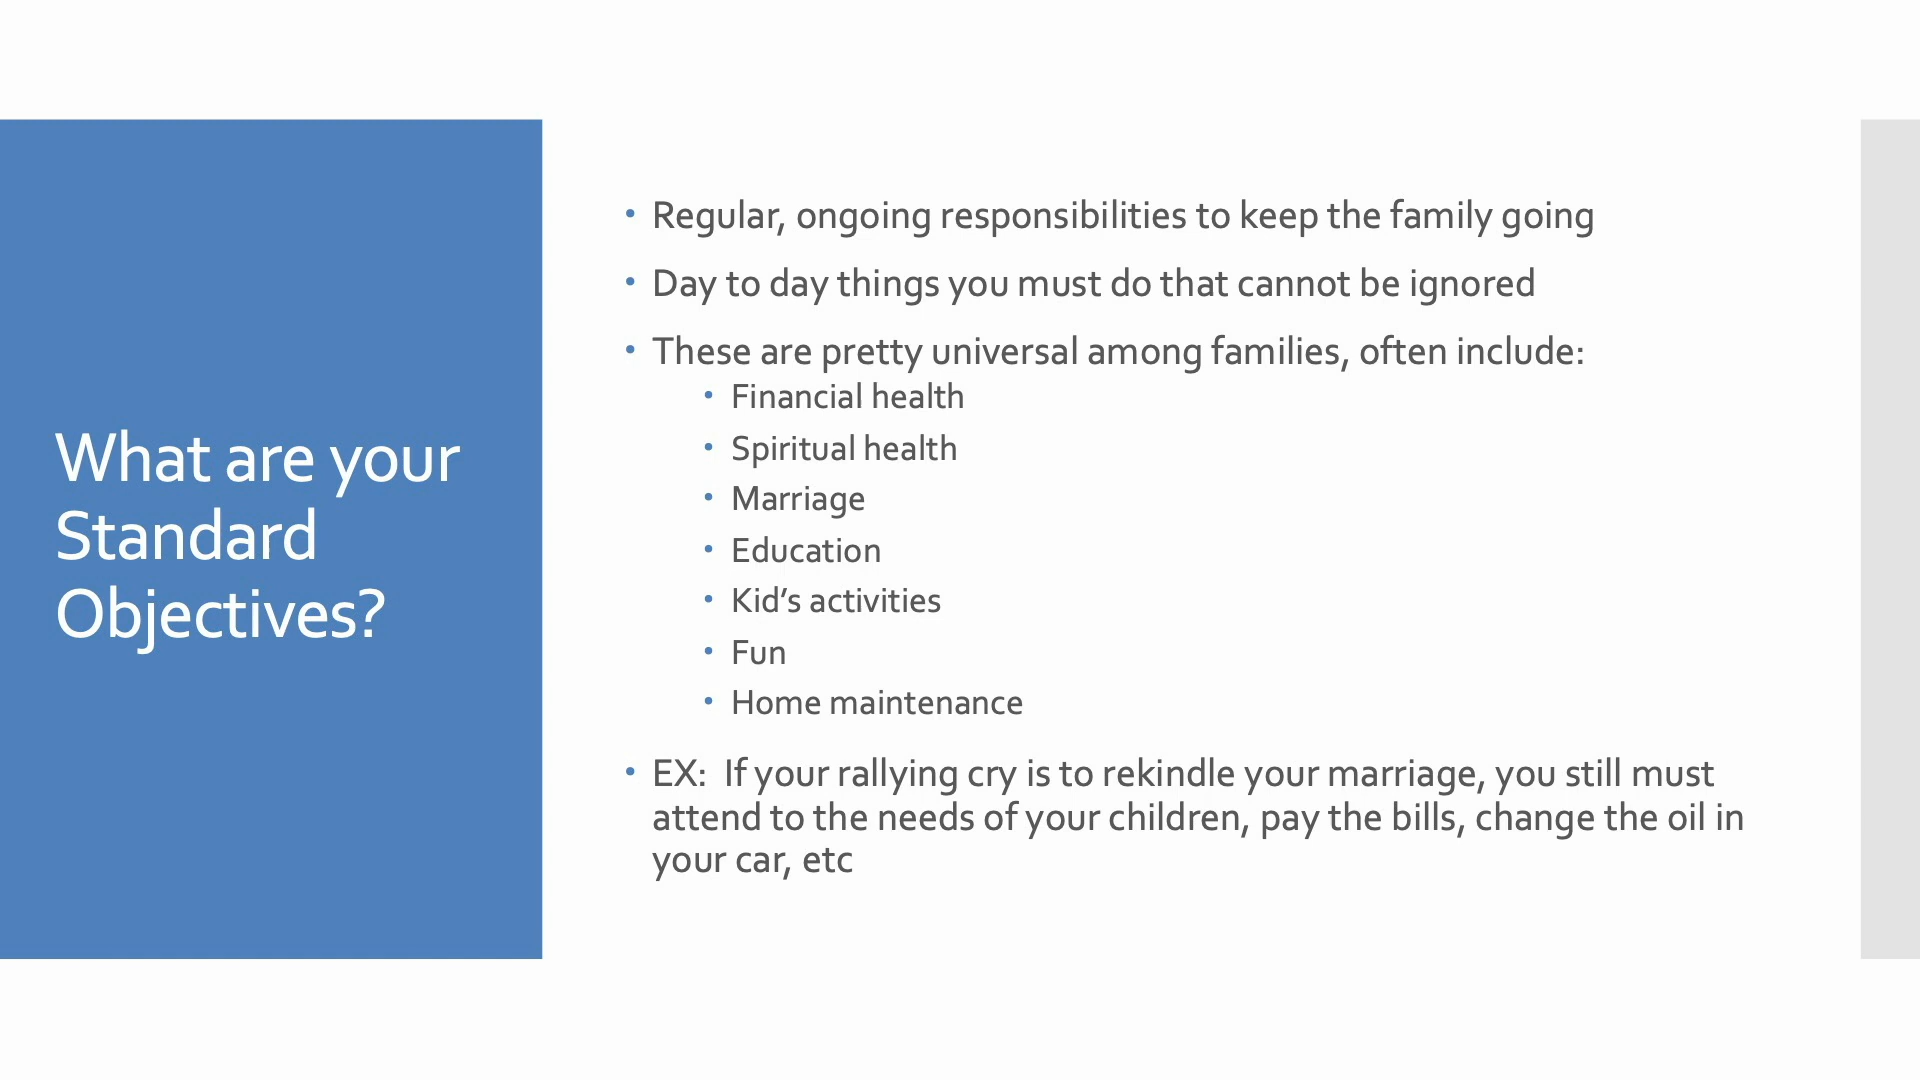 What are your
Standard
Objectives?
• Regular, ongoing responsibilities to keep the family going
• Day to day things you must do that cannot be ignored
• These are pretty universal among families, often include:
• Financial health
• Spiritual health
• Marriage
• Education
• Kid’s activities
• Fun
• Home maintenance
• EX:  If your rallying cry is to rekindle your marriage, you still must
attend to the needs of your children, pay the bills, change the oil in
your car, etc